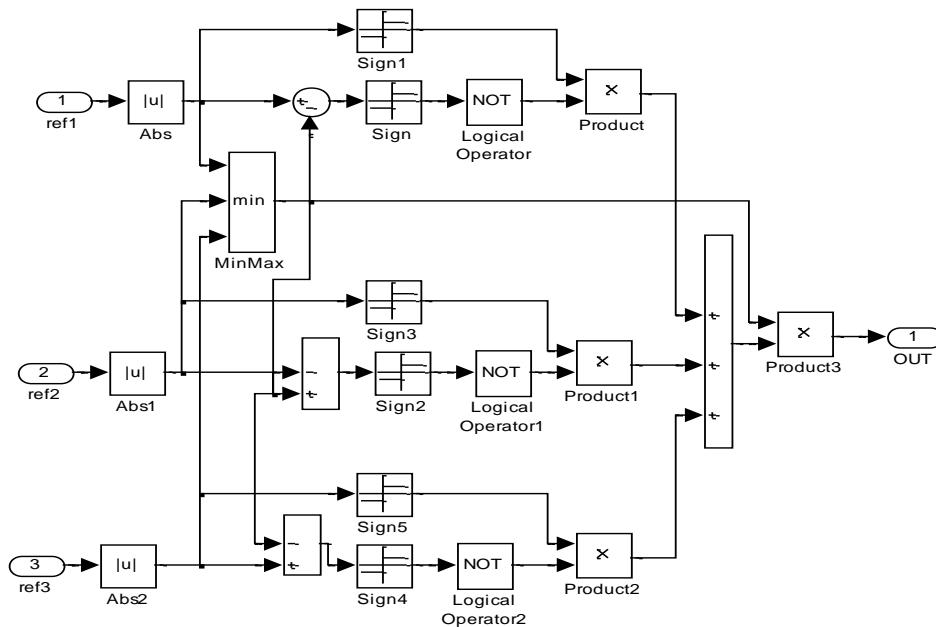 Sign1
1
ref1
|u|
Abs
+
−
Sign
NOT
Logical
Operator
×
Product
min
MinMax
Sign3
2
ref2
|u|
Abs1
−
+
Sign2
NOT
Logical
Operator1
×
Product1
+
+
+
×
Product3
1
OUT
Sign5
3
ref3
|u|
Abs2
−
+
Sign4
NOT
Logical
Operator2
×
Product2